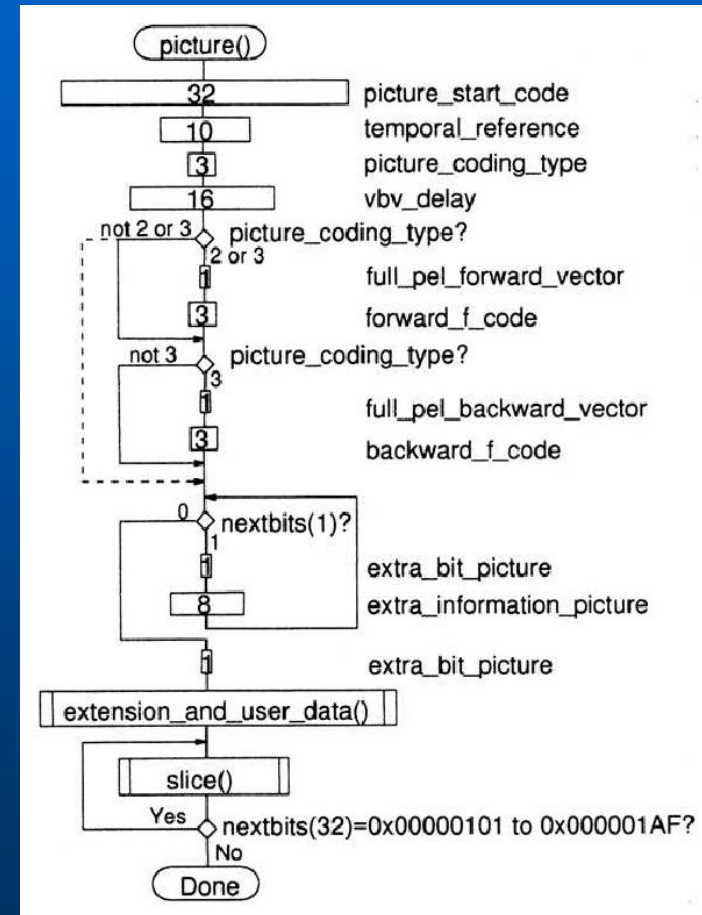 picture()
32 picture_start_code
10 temporal_reference
3 picture_coding_type
16 vbv_delay
not 2 or 3 picture_coding_type?
2 or 3
1 full_pel_forward_vector
3 forward_f_code
not 3 picture_coding_type?
3
1 full_pel_backward_vector
3 backward_f_code
0 nextbits(1)?
1
1 extra_bit_picture
8 extra_information_picture
1 extra_bit_picture
extension_and_user_data()
slice()
Yes nextbits(32)=0x00000101 to 0x000001AF?
No
Done